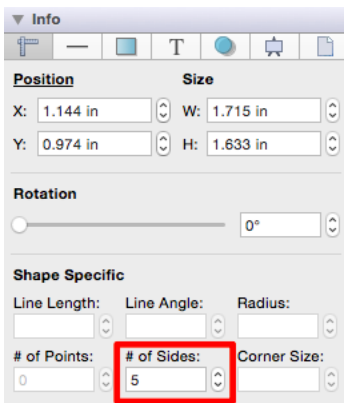 Info
T
Position Size
X: 1.144 in W: 1.715 in
Y: 0.974 in H: 1.633 in
Rotation
0°
Shape Specific
Line Length: Line Angle: Radius:
# of Points: # of Sides: Corner Size:
0 5